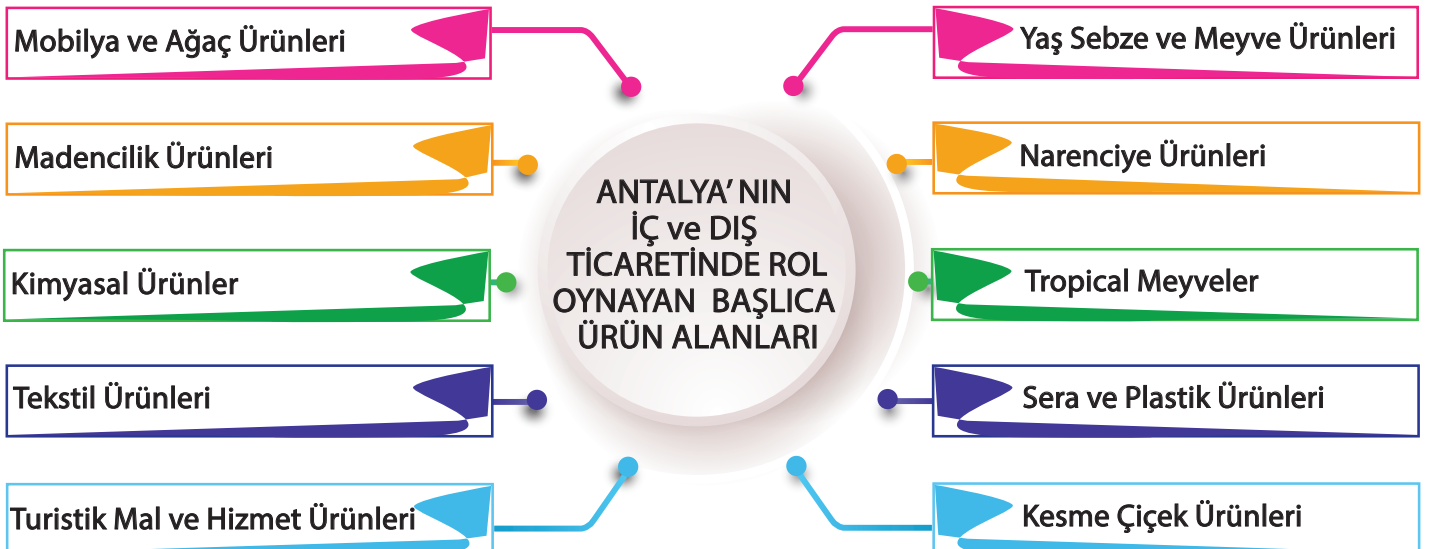 Mobilya ve Ağaç Ürünleri
Madencilik Ürünleri
Kimyasal Ürünler
Tekstil Ürünleri
Turistik Mal ve Hizmet Ürünleri
ANTALYA’ NIN
İÇ ve DIŞ
TİCARETİNDE ROL
OYNAYAN BAŞLICA
ÜRÜN ALANLARI
Yaş Sebze ve Meyve Ürünleri
Narenciye Ürünleri
Tropical Meyveler
Sera ve Plastik Ürünleri
Kesme Çiçek Ürünleri